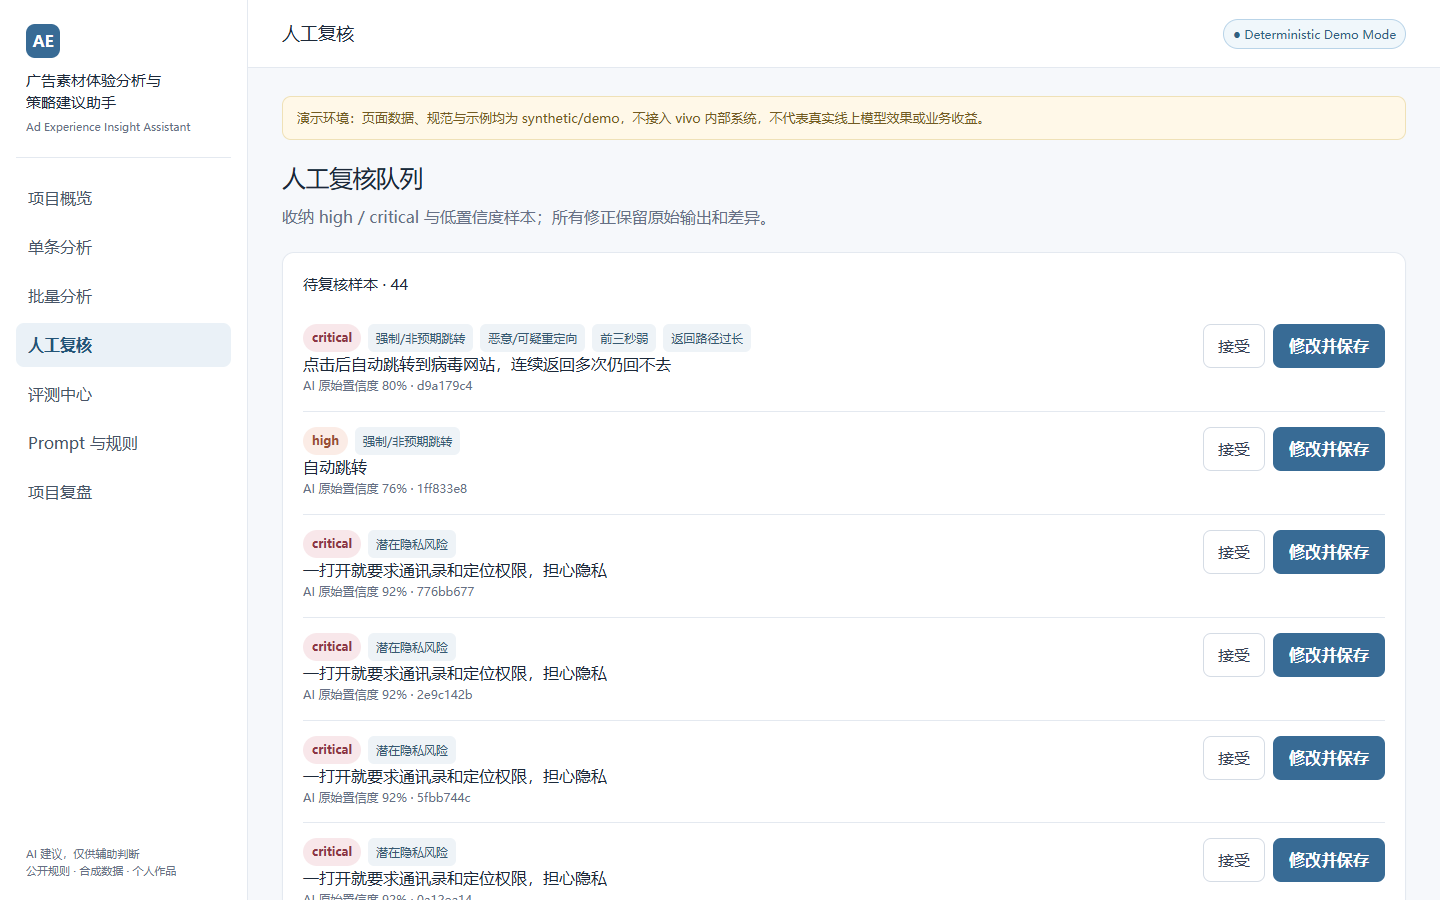 AE
广告素材体验分析与
策略建议助手
Ad Experience Insight Assistant
项目概览
单条分析
批量分析
人工复核
评测中心
Prompt 与规则
项目复盘
AI 建议，仅供辅助判断
公开规则 · 合成数据 · 个人作品
人工复核
● Deterministic Demo Mode
演示环境：页面数据、规范与示例均为 synthetic/demo，不接入 vivo 内部系统，不代表真实线上模型效果或业务收益。
人工复核队列
收纳 high / critical 与低置信度样本；所有修正保留原始输出和差异。
待复核样本 · 44
critical 强制/非预期跳转 恶意/可疑重定向 前三秒弱 返回路径过长
点击后自动跳转到病毒网站，连续返回多次仍回不去
AI 原始置信度 80% · d9a179c4
接受 修改并保存
high 强制/非预期跳转
自动跳转
AI 原始置信度 76% · 1ff833e8
接受 修改并保存
critical 潜在隐私风险
一打开就要求通讯录和定位权限，担心隐私
AI 原始置信度 92% · 776bb677
接受 修改并保存
critical 潜在隐私风险
一打开就要求通讯录和定位权限，担心隐私
AI 原始置信度 92% · 2e9c142b
接受 修改并保存
critical 潜在隐私风险
一打开就要求通讯录和定位权限，担心隐私
AI 原始置信度 92% · 5fbb744c
接受 修改并保存
critical 潜在隐私风险
一打开就要求通讯录和定位权限，担心隐私
AI 原始置信度 92%
接受 修改并保存